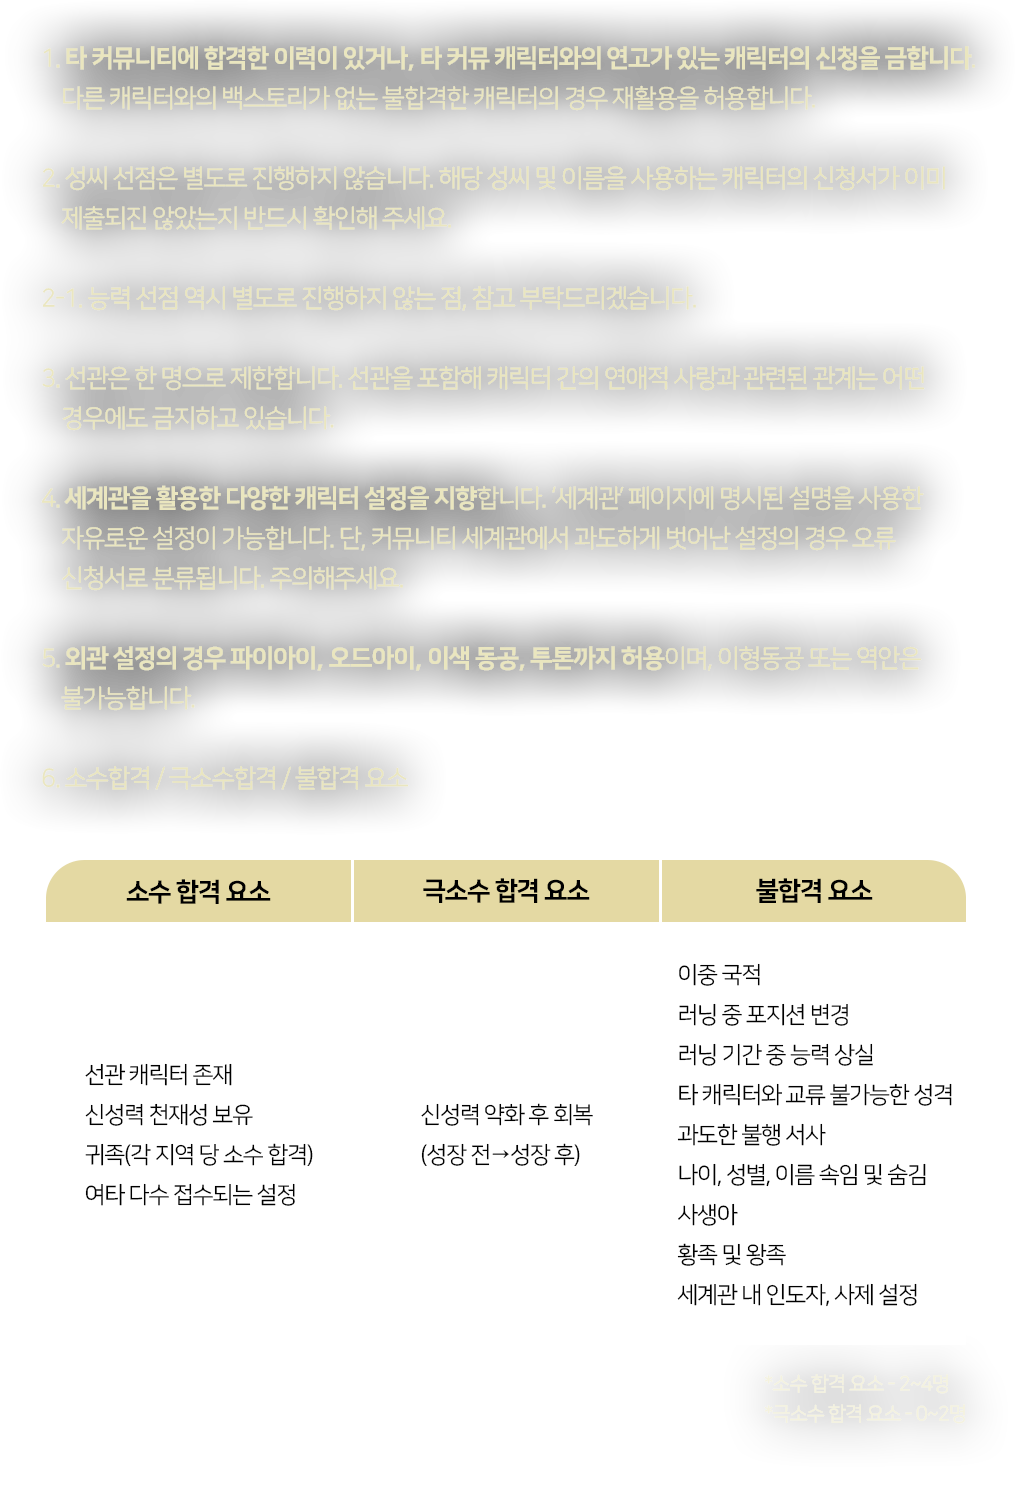 1. 타 커뮤니티에 합격한 이력이 있거나, 타 커뮤 캐릭터와의 연고가 있는 캐릭터의 신청을 금합니다.
다른 캐릭터와의 백스토리가 없는 불합격한 캐릭터의 경우 재활용을 허용합니다.
2. 성씨 선점은 별도로 진행하지 않습니다. 해당 성씨 및 이름을 사용하는 캐릭터의 신청서가 이미
제출되진 않았는지 반드시 확인해 주세요.
2-1. 능력 선점 역시 별도로 진행하지 않는 점, 참고 부탁드리겠습니다.
3. 선관은 한 명으로 제한합니다. 선관을 포함해 캐릭터 간의 연애적 사랑과 관련된 관계는 어떤
경우에도 금지하고 있습니다.
4. 세계관을 활용한 다양한 캐릭터 설정을 지향합니다. ‘세계관’ 페이지에 명시된 설명을 사용한
자유로운 설정이 가능합니다. 단, 커뮤니티 세계관에서 과도하게 벗어난 설정의 경우 오류
신청서로 분류됩니다. 주의해주세요.
5. 외관 설정의 경우 파이아이, 오드아이, 이색 동공, 투톤까지 허용이며, 이형동공 또는 역안은
불가능합니다.
6. 소수합격 / 극소수합격 / 불합격 요소
소수 합격 요소
극소수 합격 요소
불합격 요소
선관 캐릭터 존재
신성력 천재성 보유
귀족(각 지역 당 소수 합격)
여타 다수 접수되는 설정
신성력 약화 후 회복
(성장 전→성장 후)
이중 국적
러닝 중 포지션 변경
러닝 기간 중 능력 상실
타 캐릭터와 교류 불가능한 성격
과도한 불행 서사
나이, 성별, 이름 속임 및 숨김
사생아
황족 및 왕족
세계관 내 인도자, 사제 설정
*소수 합격 요소 - 2~4명
*극소수 합격 요소 - 0~2명